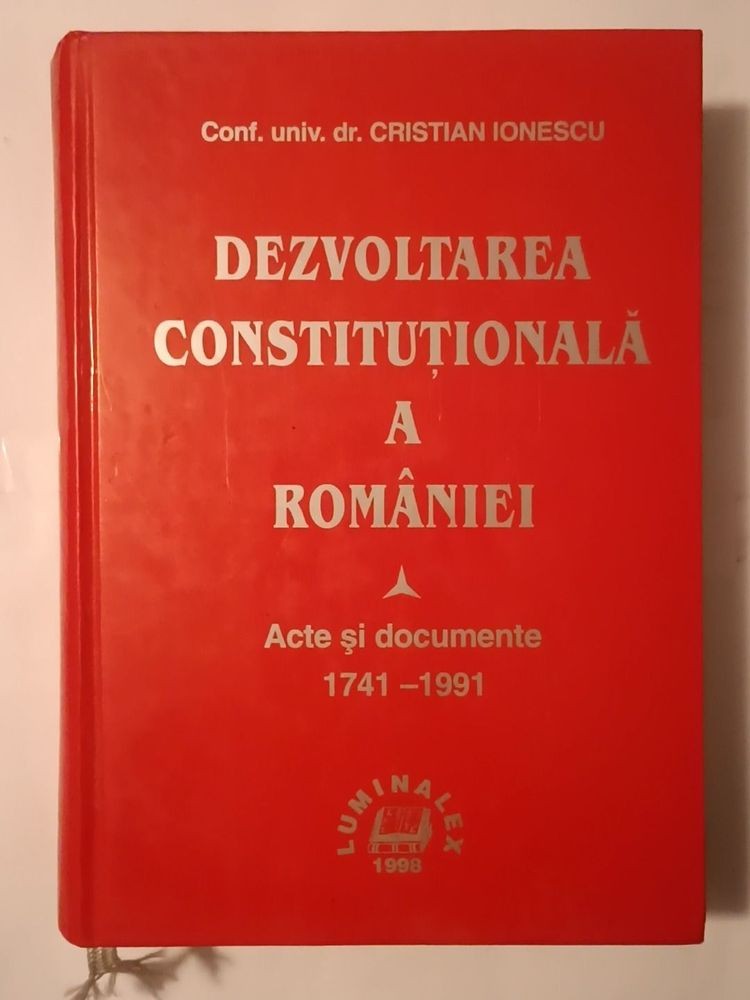 Conf. univ. dr. CRISTIAN IONESCU
DEZVOLTAREA
CONSTITUȚIONALĂ
A
ROMÂNIEI
Acte şi documente
1741 –1991
LUMINALEX
1998